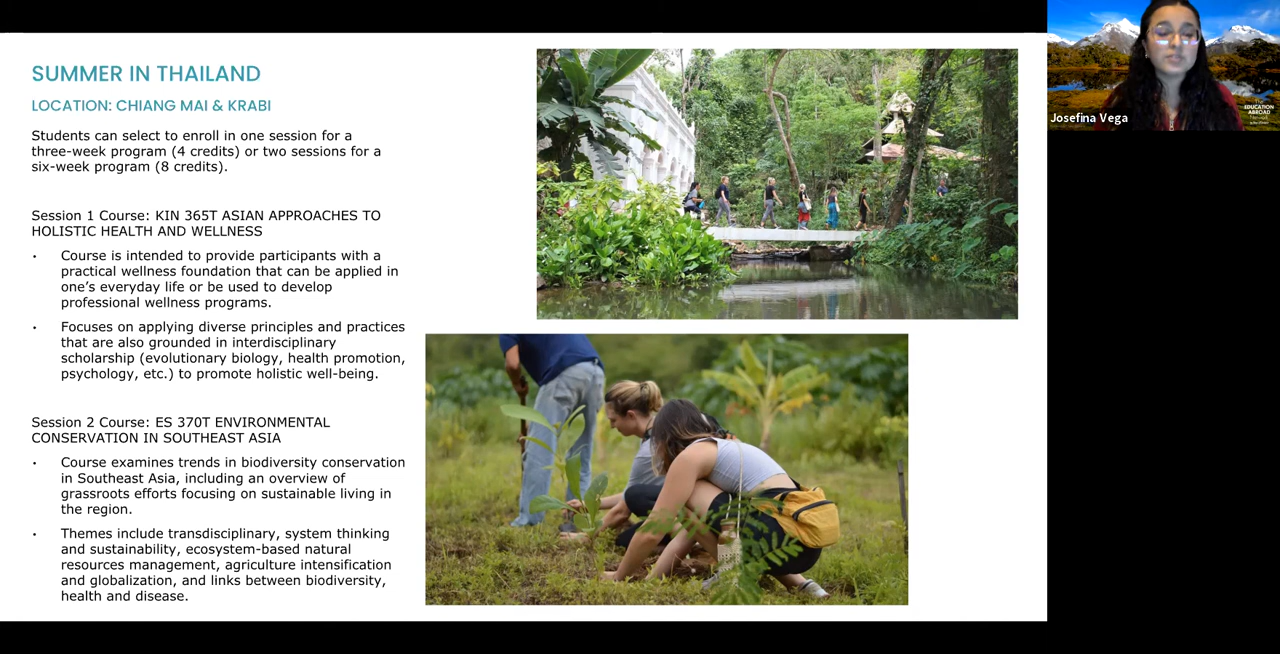 SUMMER IN THAILAND
LOCATION: CHIANG MAI & KRABI
Students can select to enroll in one session for a
three-week program (4 credits) or two sessions for a
six-week program (8 credits).
Session 1 Course: KIN 365T ASIAN APPROACHES TO
HOLISTIC HEALTH AND WELLNESS
• Course is intended to provide participants with a
practical wellness foundation that can be applied in
one's everyday life or be used to develop
professional wellness programs.
• Focuses on applying diverse principles and practices
that are also grounded in interdisciplinary
scholarship (evolutionary biology, health promotion,
psychology, etc.) to promote holistic well-being.
Session 2 Course: ES 370T ENVIRONMENTAL
CONSERVATION IN SOUTHEAST ASIA
• Course examines trends in biodiversity conservation
in Southeast Asia, including an overview of
grassroots efforts focusing on sustainable living in
the region.
• Themes include transdisciplinary, system thinking
and sustainability, ecosystem-based natural
resources management, agriculture intensification
and globalization, and links between biodiversity,
health and disease.
Josefina Vega
EDUCATION
ABROAD